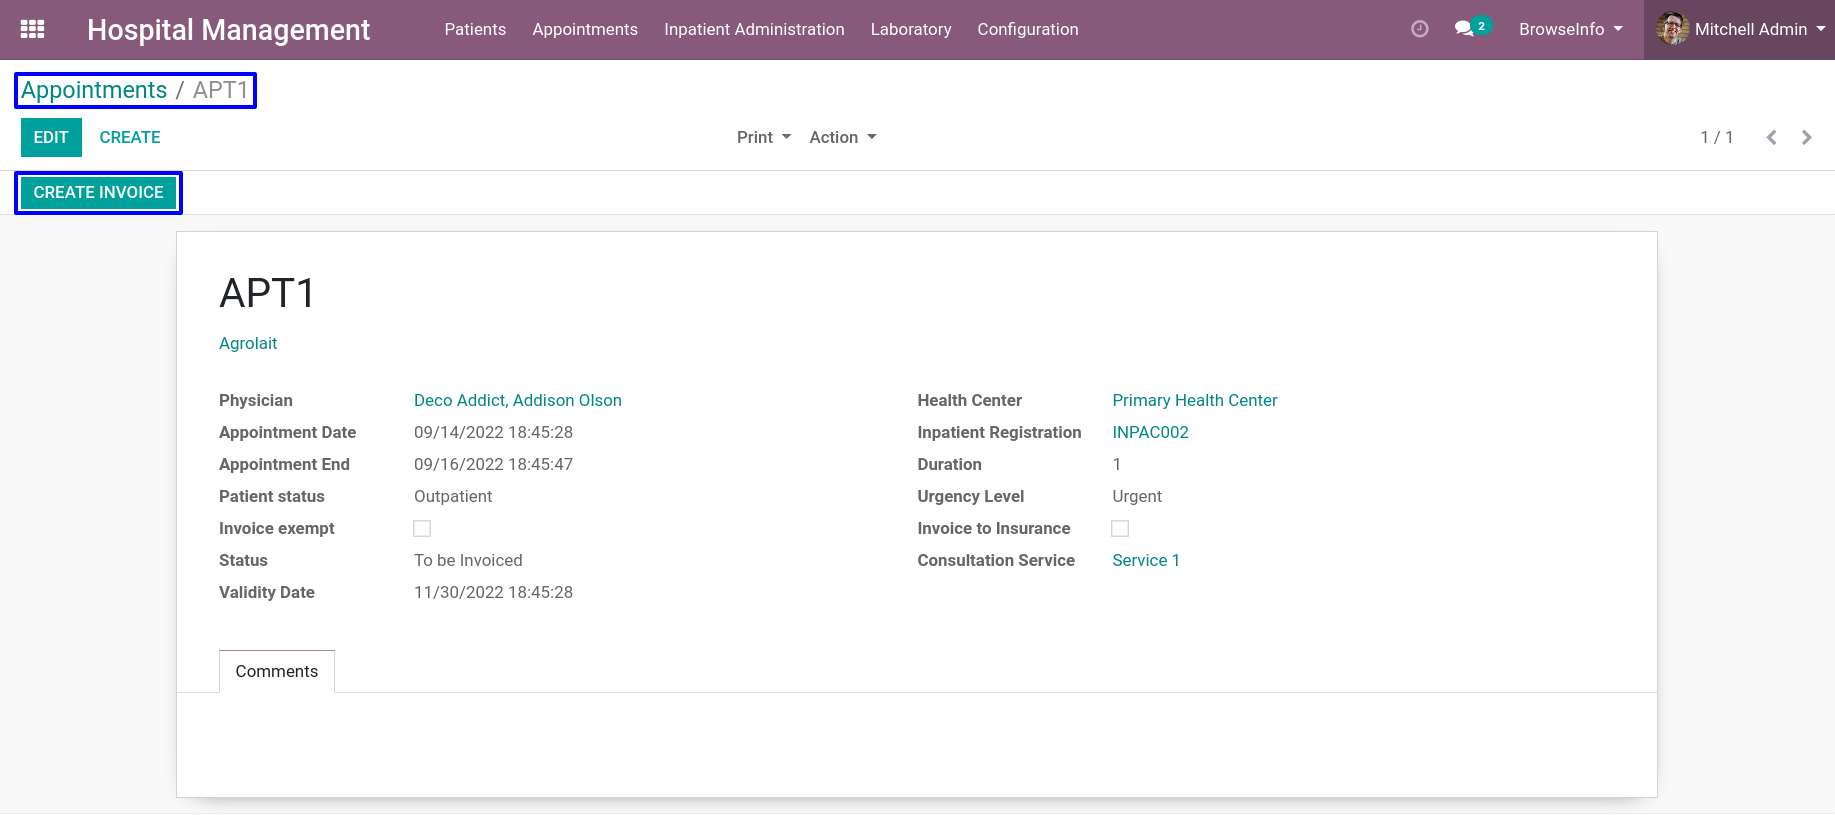 Hospital Management Patients Appointments Inpatient Administration Laboratory Configuration 2 BrowseInfo Mitchell Admin
Appointments / APT1
EDIT CREATE Print Action 1 / 1
CREATE INVOICE
APT1
Agrolait
Physician Deco Addict, Addison Olson Health Center Primary Health Center
Appointment Date 09/14/2022 18:45:28 Inpatient Registration INPAC002
Appointment End 09/16/2022 18:45:47 Duration 1
Patient status Outpatient Urgency Level Urgent
Invoice exempt Invoice to Insurance
Status To be Invoiced Consultation Service Service 1
Validity Date 11/30/2022 18:45:28
Comments